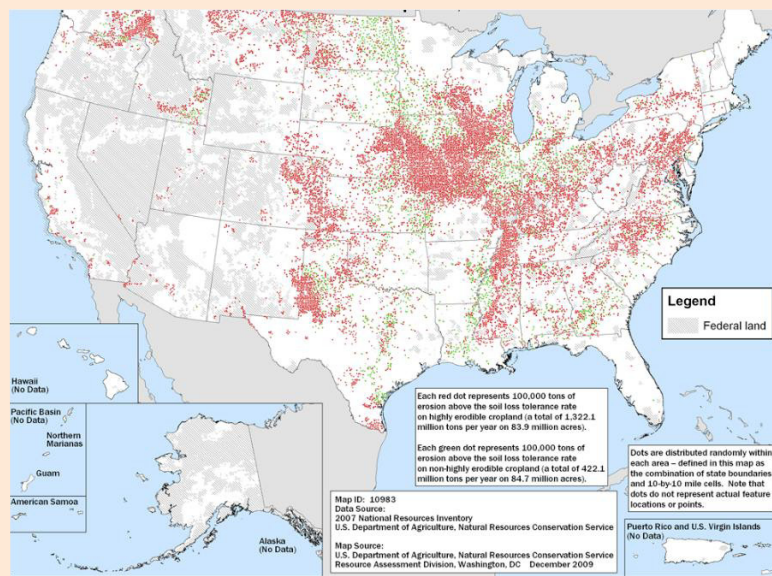 Legend
Federal land
Hawaii
(No Data)
Pacific Basin
(No Data)
Northern
Marianas
Guam
American Samoa
Alaska
(No Data)
Each red dot represents 100,000 tons of
erosion above the soil loss tolerance rate
on highly erodible cropland (a total of 1,322.1
million tons per year on 83.9 million acres).
Each green dot represents 100,000 tons of
erosion above the soil loss tolerance rate
on non-highly erodible cropland (a total of 422.1
million tons per year on 84.7 million acres).
Map ID: 10983
Data Source:
2007 National Resources Inventory
U.S. Department of Agriculture, Natural Resources Conservation Service
Map Source:
U.S. Department of Agriculture, Natural Resources Conservation Service
Resource Assessment Division, Washington, DC December 2009
Dots are distributed randomly within
each area – defined in this map as
the combination of state boundaries
and 10-by-10 mile cells. Note that
dots do not represent actual feature
locations or points.
Puerto Rico and U.S. Virgin Islands
(No Data)